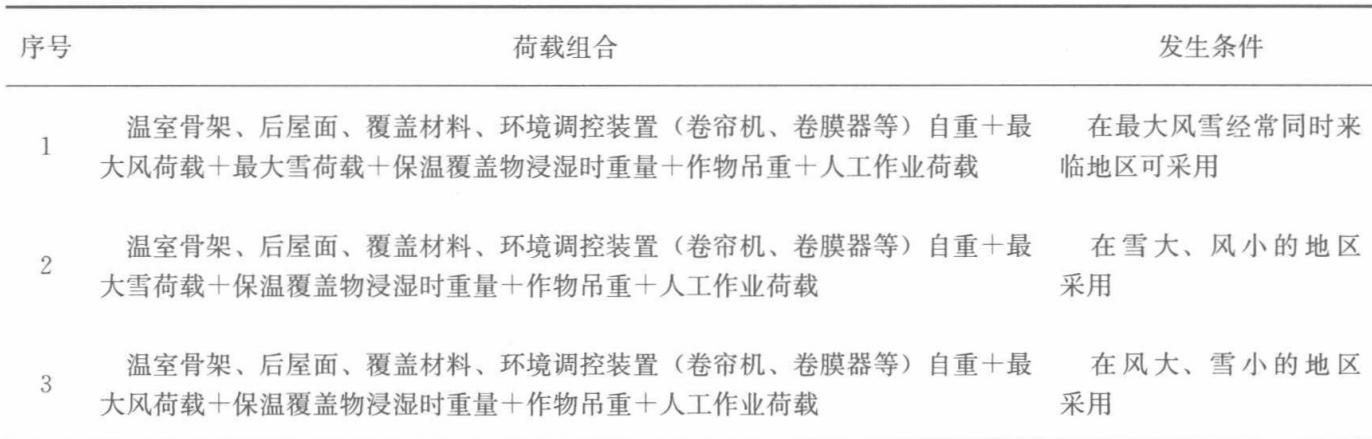 序号 荷载组合 发生条件
1 温室骨架、后屋面、覆盖材料、环境调控装置（卷帘机、卷膜器等）自重＋最大风荷载＋最大雪荷载＋保温覆盖物浸湿时重量＋作物吊重＋人工作业荷载 在最大风雪经常同时来临地区可采用
2 温室骨架、后屋面、覆盖材料、环境调控装置（卷帘机、卷膜器等）自重＋最大雪荷载＋保温覆盖物浸湿时重量＋作物吊重＋人工作业荷载 在雪大、风小的地区采用
3 温室骨架、后屋面、覆盖材料、环境调控装置（卷帘机、卷膜器等）自重＋最大风荷载＋保温覆盖物浸湿时重量＋作物吊重＋人工作业荷载 在风大、雪小的地区采用